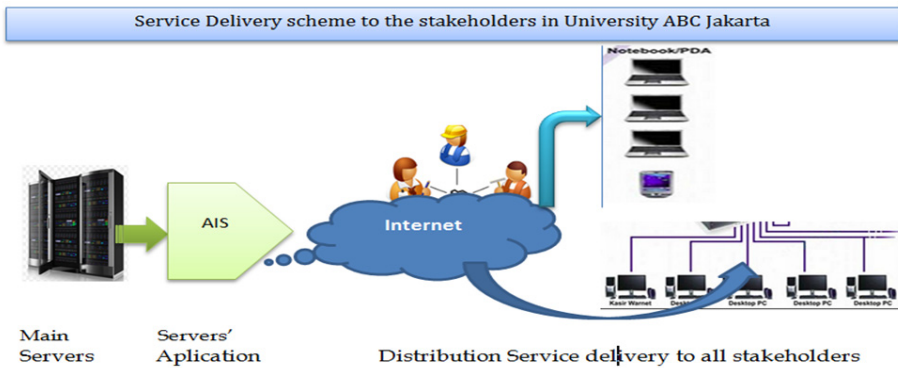 Service Delivery scheme to the stakeholders in University ABC Jakarta
Notebook/PDA
AIS
Internet
Kasir Warnet
Desktop PC
Desktop PC
Desktop PC
Main
Servers
Servers'
Aplication
Distribution Service delivery to all stakeholders